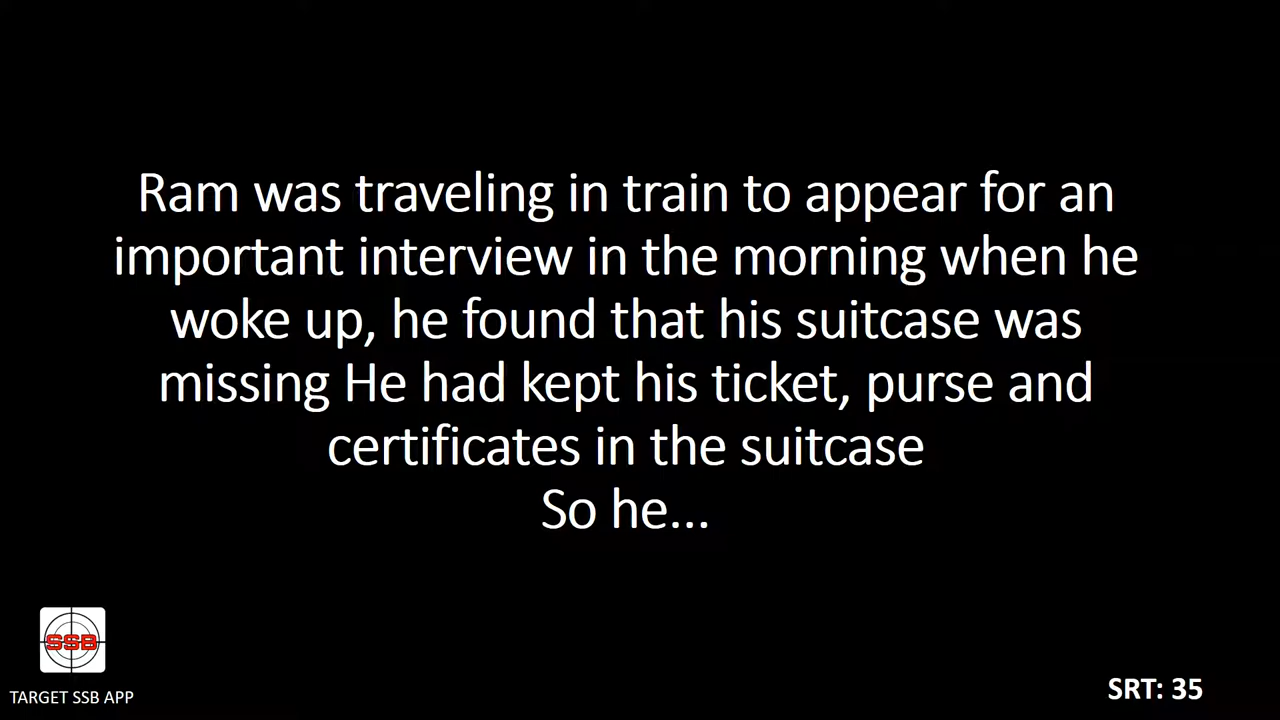 Ram was traveling in train to appear for an
important interview in the morning when he
woke up, he found that his suitcase was
missing He had kept his ticket, purse and
certificates in the suitcase
So he...
SSB
TARGET SSB APP
SRT: 35